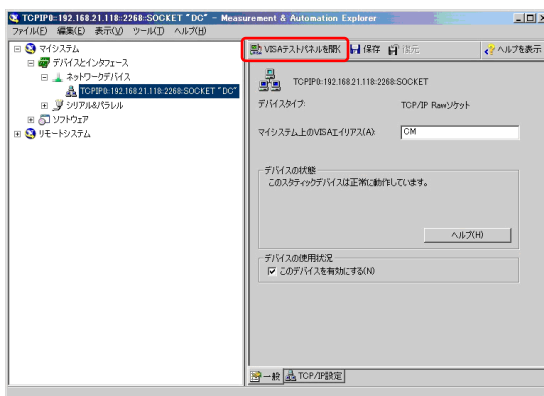 TCPIP0::192.168.21.118::2268::SOCKET "DC" - Measurement & Automation Explorer
ファイル(F) 編集(E) 表示(V) ツール(T) ヘルプ(H)
マイシステム
デバイスとインタフェース
ネットワークデバイス
TCPIP0::192.168.21.118::2268::SOCKET "DC"
シリアル&パラレル
ソフトウェア
リモートシステム
VISAテストパネルを開く 保存 復元 ヘルプを表示
TCPIP0::192.168.21.118::2268::SOCKET
デバイスタイプ: TCP/IP Rawソケット
マイシステム上のVISAエイリアス(A): CM
デバイスの状態
このスタティックデバイスは正常に動作しています。
ヘルプ(H)
デバイスの使用状況
このデバイスを有効にする(N)
一般 TCP/IP設定